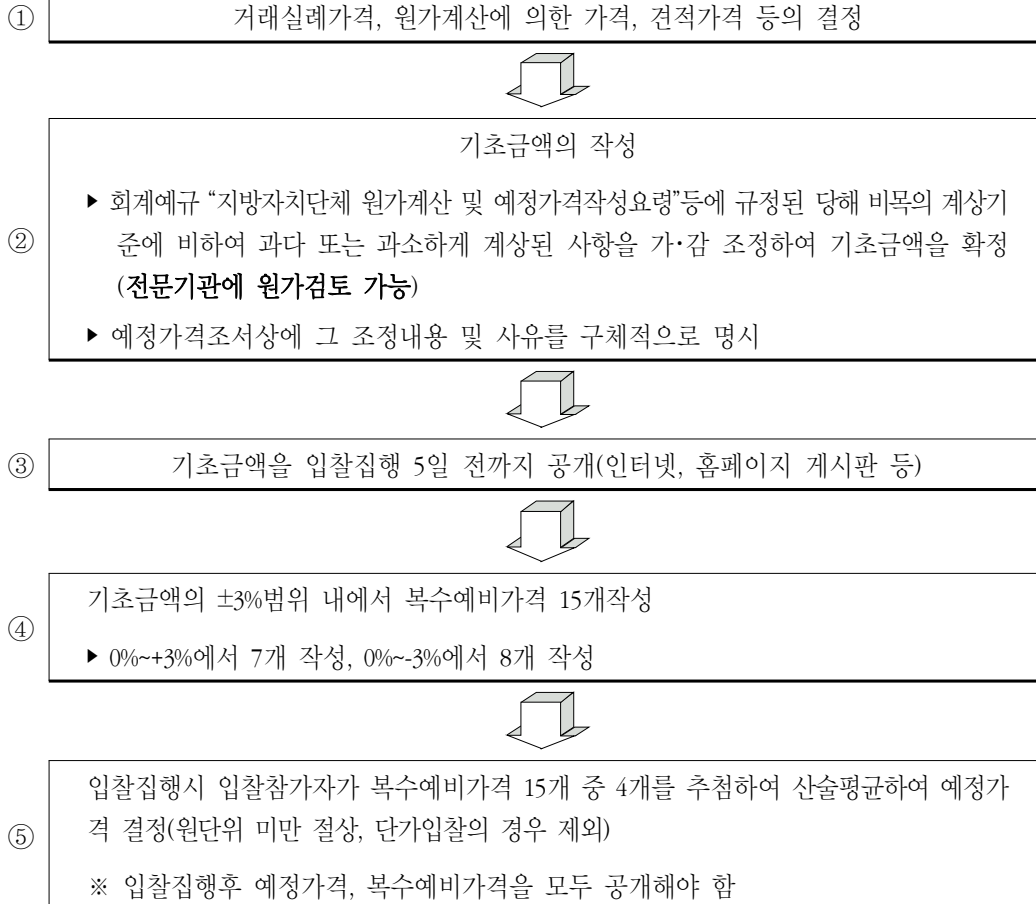 ① 거래실례가격, 원가계산에 의한 가격, 견적가격 등의 결정
기초금액의 작성
▶ 회계예규 “지방자치단체 원가계산 및 예정가격작성요령”등에 규정된 당해 비목의 계상기
② 준에 비하여 과다 또는 과소하게 계상된 사항을 가·감 조정하여 기초금액을 확정
(전문기관에 원가검토 가능)
▶ 예정가격조서상에 그 조정내용 및 사유를 구체적으로 명시
③ 기초금액을 입찰집행 5일 전까지 공개(인터넷, 홈페이지 게시판 등)
④ 기초금액의 ±3%범위 내에서 복수예비가격 15개작성
▶ 0%~+3%에서 7개 작성, 0%~-3%에서 8개 작성
입찰집행시 입찰참가자가 복수예비가격 15개 중 4개를 추첨하여 산술평균하여 예정가
⑤ 격 결정(원단위 미만 절상, 단가입찰의 경우 제외)
※ 입찰집행후 예정가격, 복수예비가격을 모두 공개해야 함